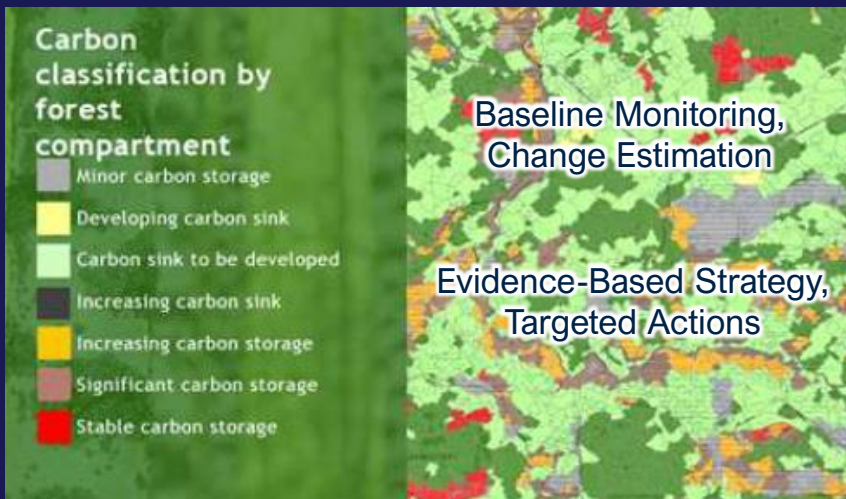 Carbon
classification by
forest
compartment
Minor carbon storage
Developing carbon sink
Carbon sink to be developed
Increasing carbon sink
Increasing carbon storage
Significant carbon storage
Stable carbon storage
Baseline Monitoring,
Change Estimation
Evidence-Based Strategy,
Targeted Actions